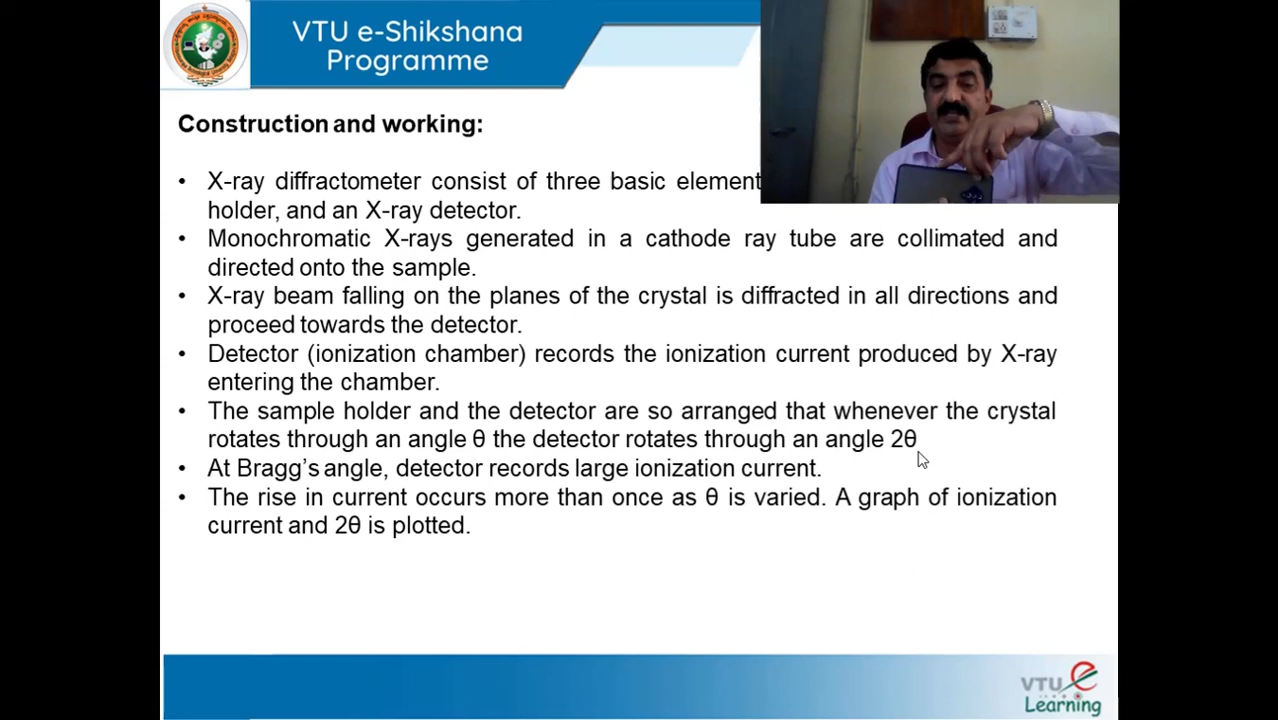 VTU e-Shikshana
Programme
Construction and working:
• X-ray diffractometer consist of three basic element
holder, and an X-ray detector.
• Monochromatic X-rays generated in a cathode ray tube are collimated and
directed onto the sample.
• X-ray beam falling on the planes of the crystal is diffracted in all directions and
proceed towards the detector.
• Detector (ionization chamber) records the ionization current produced by X-ray
entering the chamber.
• The sample holder and the detector are so arranged that whenever the crystal
rotates through an angle θ the detector rotates through an angle 2θ
• At Bragg’s angle, detector records large ionization current.
• The rise in current occurs more than once as θ is varied. A graph of ionization
current and 2θ is plotted.
VTU e
Learning